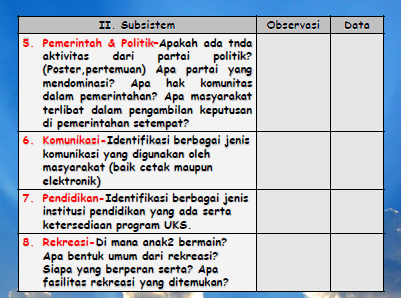 II. Subsistem Observasi Data
5. Pemerintah & Politik-Apakah ada tnda
aktivitas dari partai politik?
(Poster,pertemuan) Apa partai yang
mendominasi? Apa hak komunitas
dalam pemerintahan? Apa masyarakat
terlibat dalam pengambilan keputusan
di pemerintahan setempat?
6. Komunikasi-Identifikasi berbagai jenis
komunikasi yang digunakan oleh
masyarakat (baik cetak maupun
elektronik)
7. Pendidikan-Identifikasi berbagai jenis
institusi pendidikan yang ada serta
ketersediaan program UKS.
8. Rekreasi-Di mana anak2 bermain?
Apa bentuk umum dari rekreasi?
Siapa yang berperan serta? Apa
fasilitas rekreasi yang ditemukan?